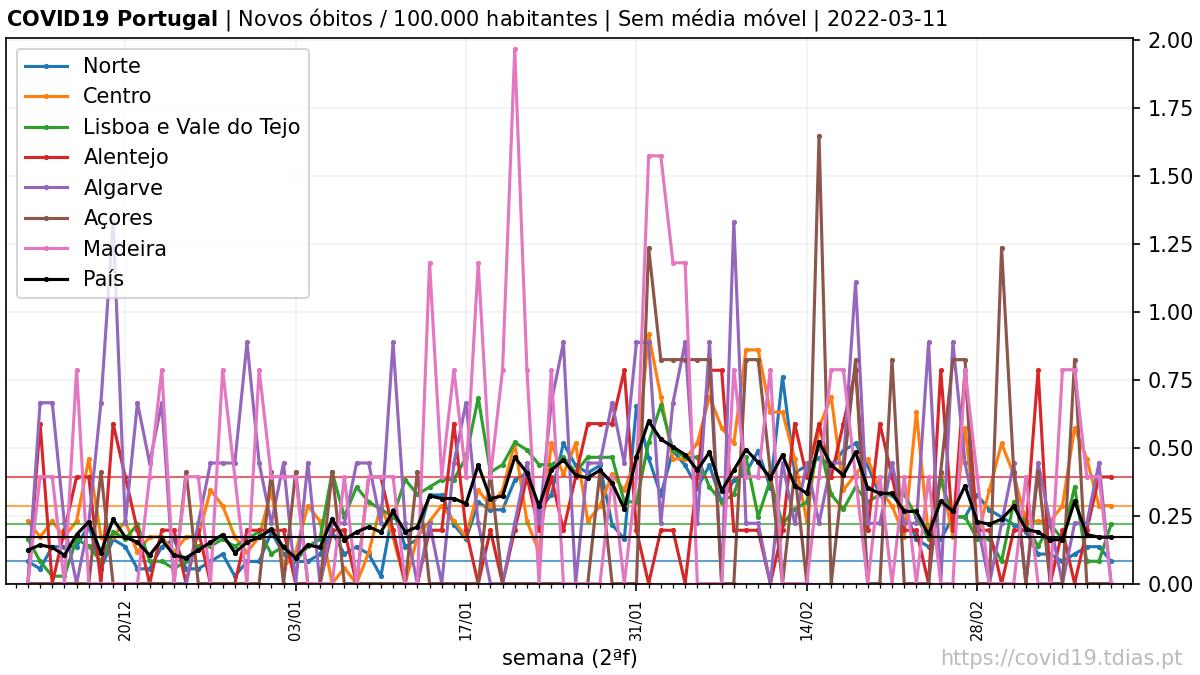 COVID19 Portugal | Novos óbitos / 100.000 habitantes | Sem média móvel | 2022-03-11
Norte
Centro
Lisboa e Vale do Tejo
Alentejo
Algarve
Açores
Madeira
País
2.00
1.75
1.50
1.25
1.00
0.75
0.50
0.25
0.00
20/12
03/01
17/01
31/01
14/02
28/02
semana (2ªf)
https://covid19.tdias.pt